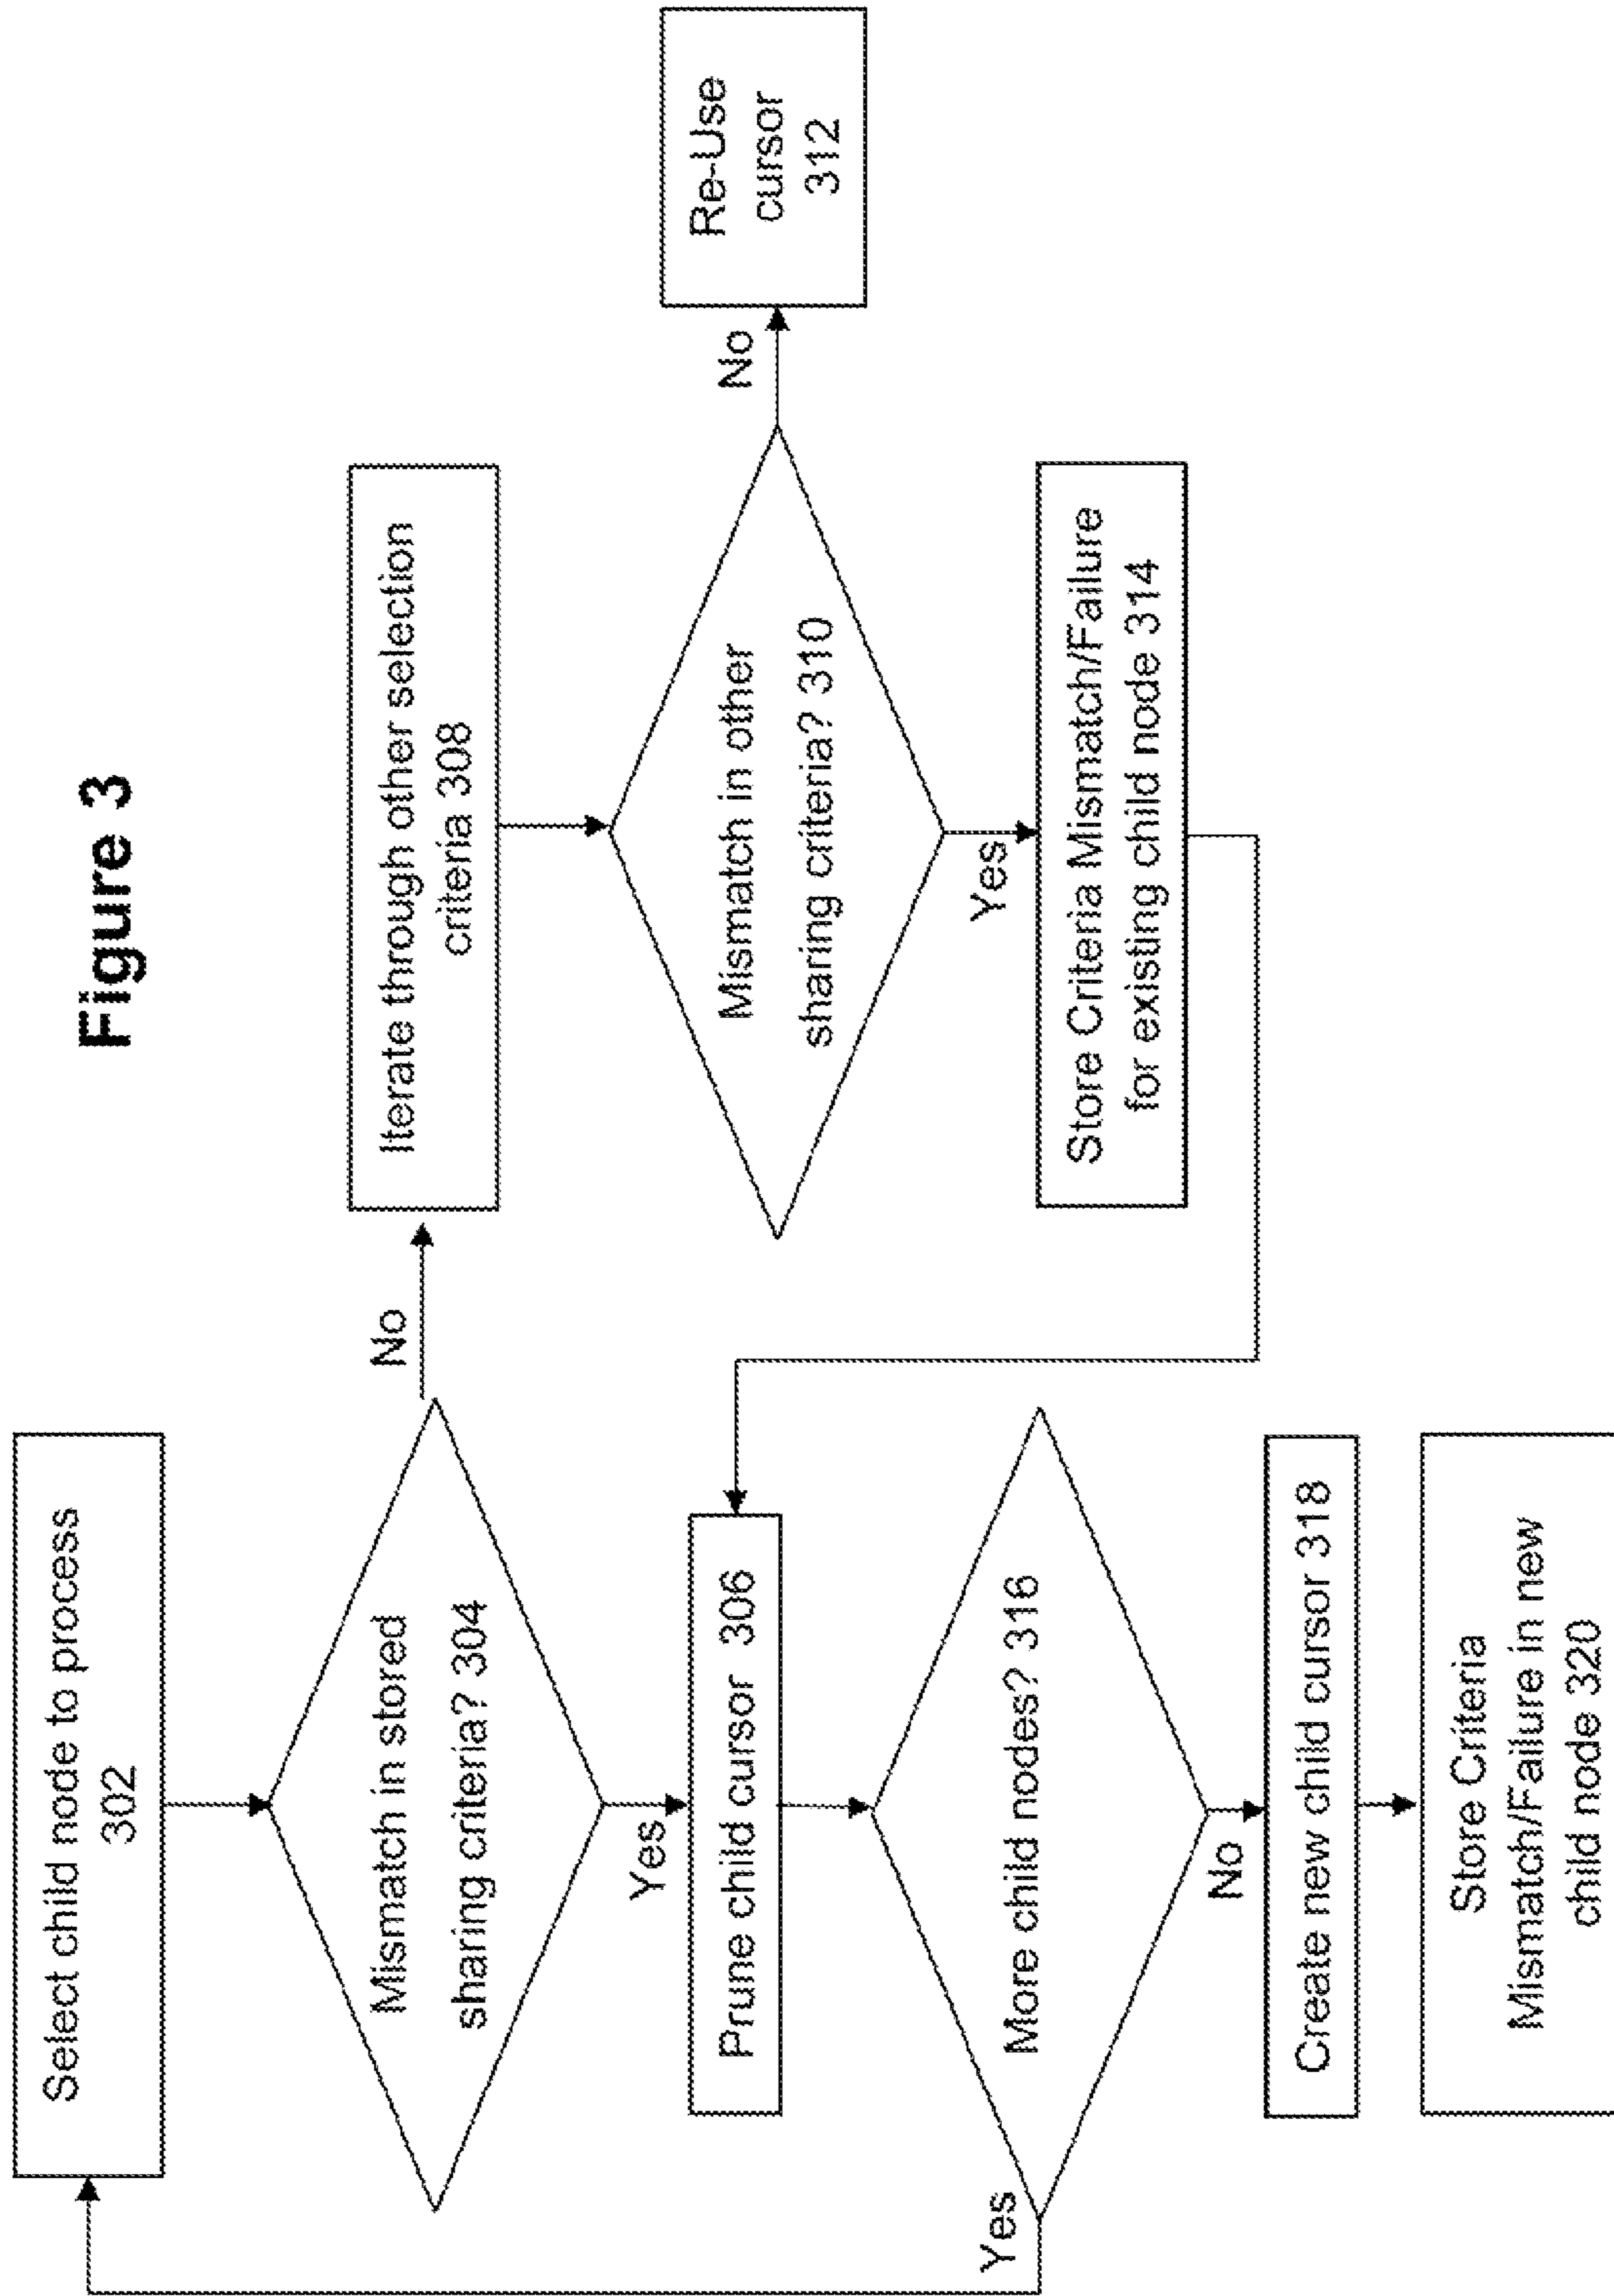 Figure 3
Select child node to process
302
Mismatch in stored
sharing criteria? 304
No
Yes
Iterate through other selection
criteria 308
Mismatch in other
sharing criteria? 310
No
Re-Use
cursor
312
Yes
Store Criteria Mismatch/Failure
for existing child node 314
Prune child cursor 306
More child nodes? 316
Yes
No
Create new child cursor 318
Store Criteria
Mismatch/Failure in new
child node 320